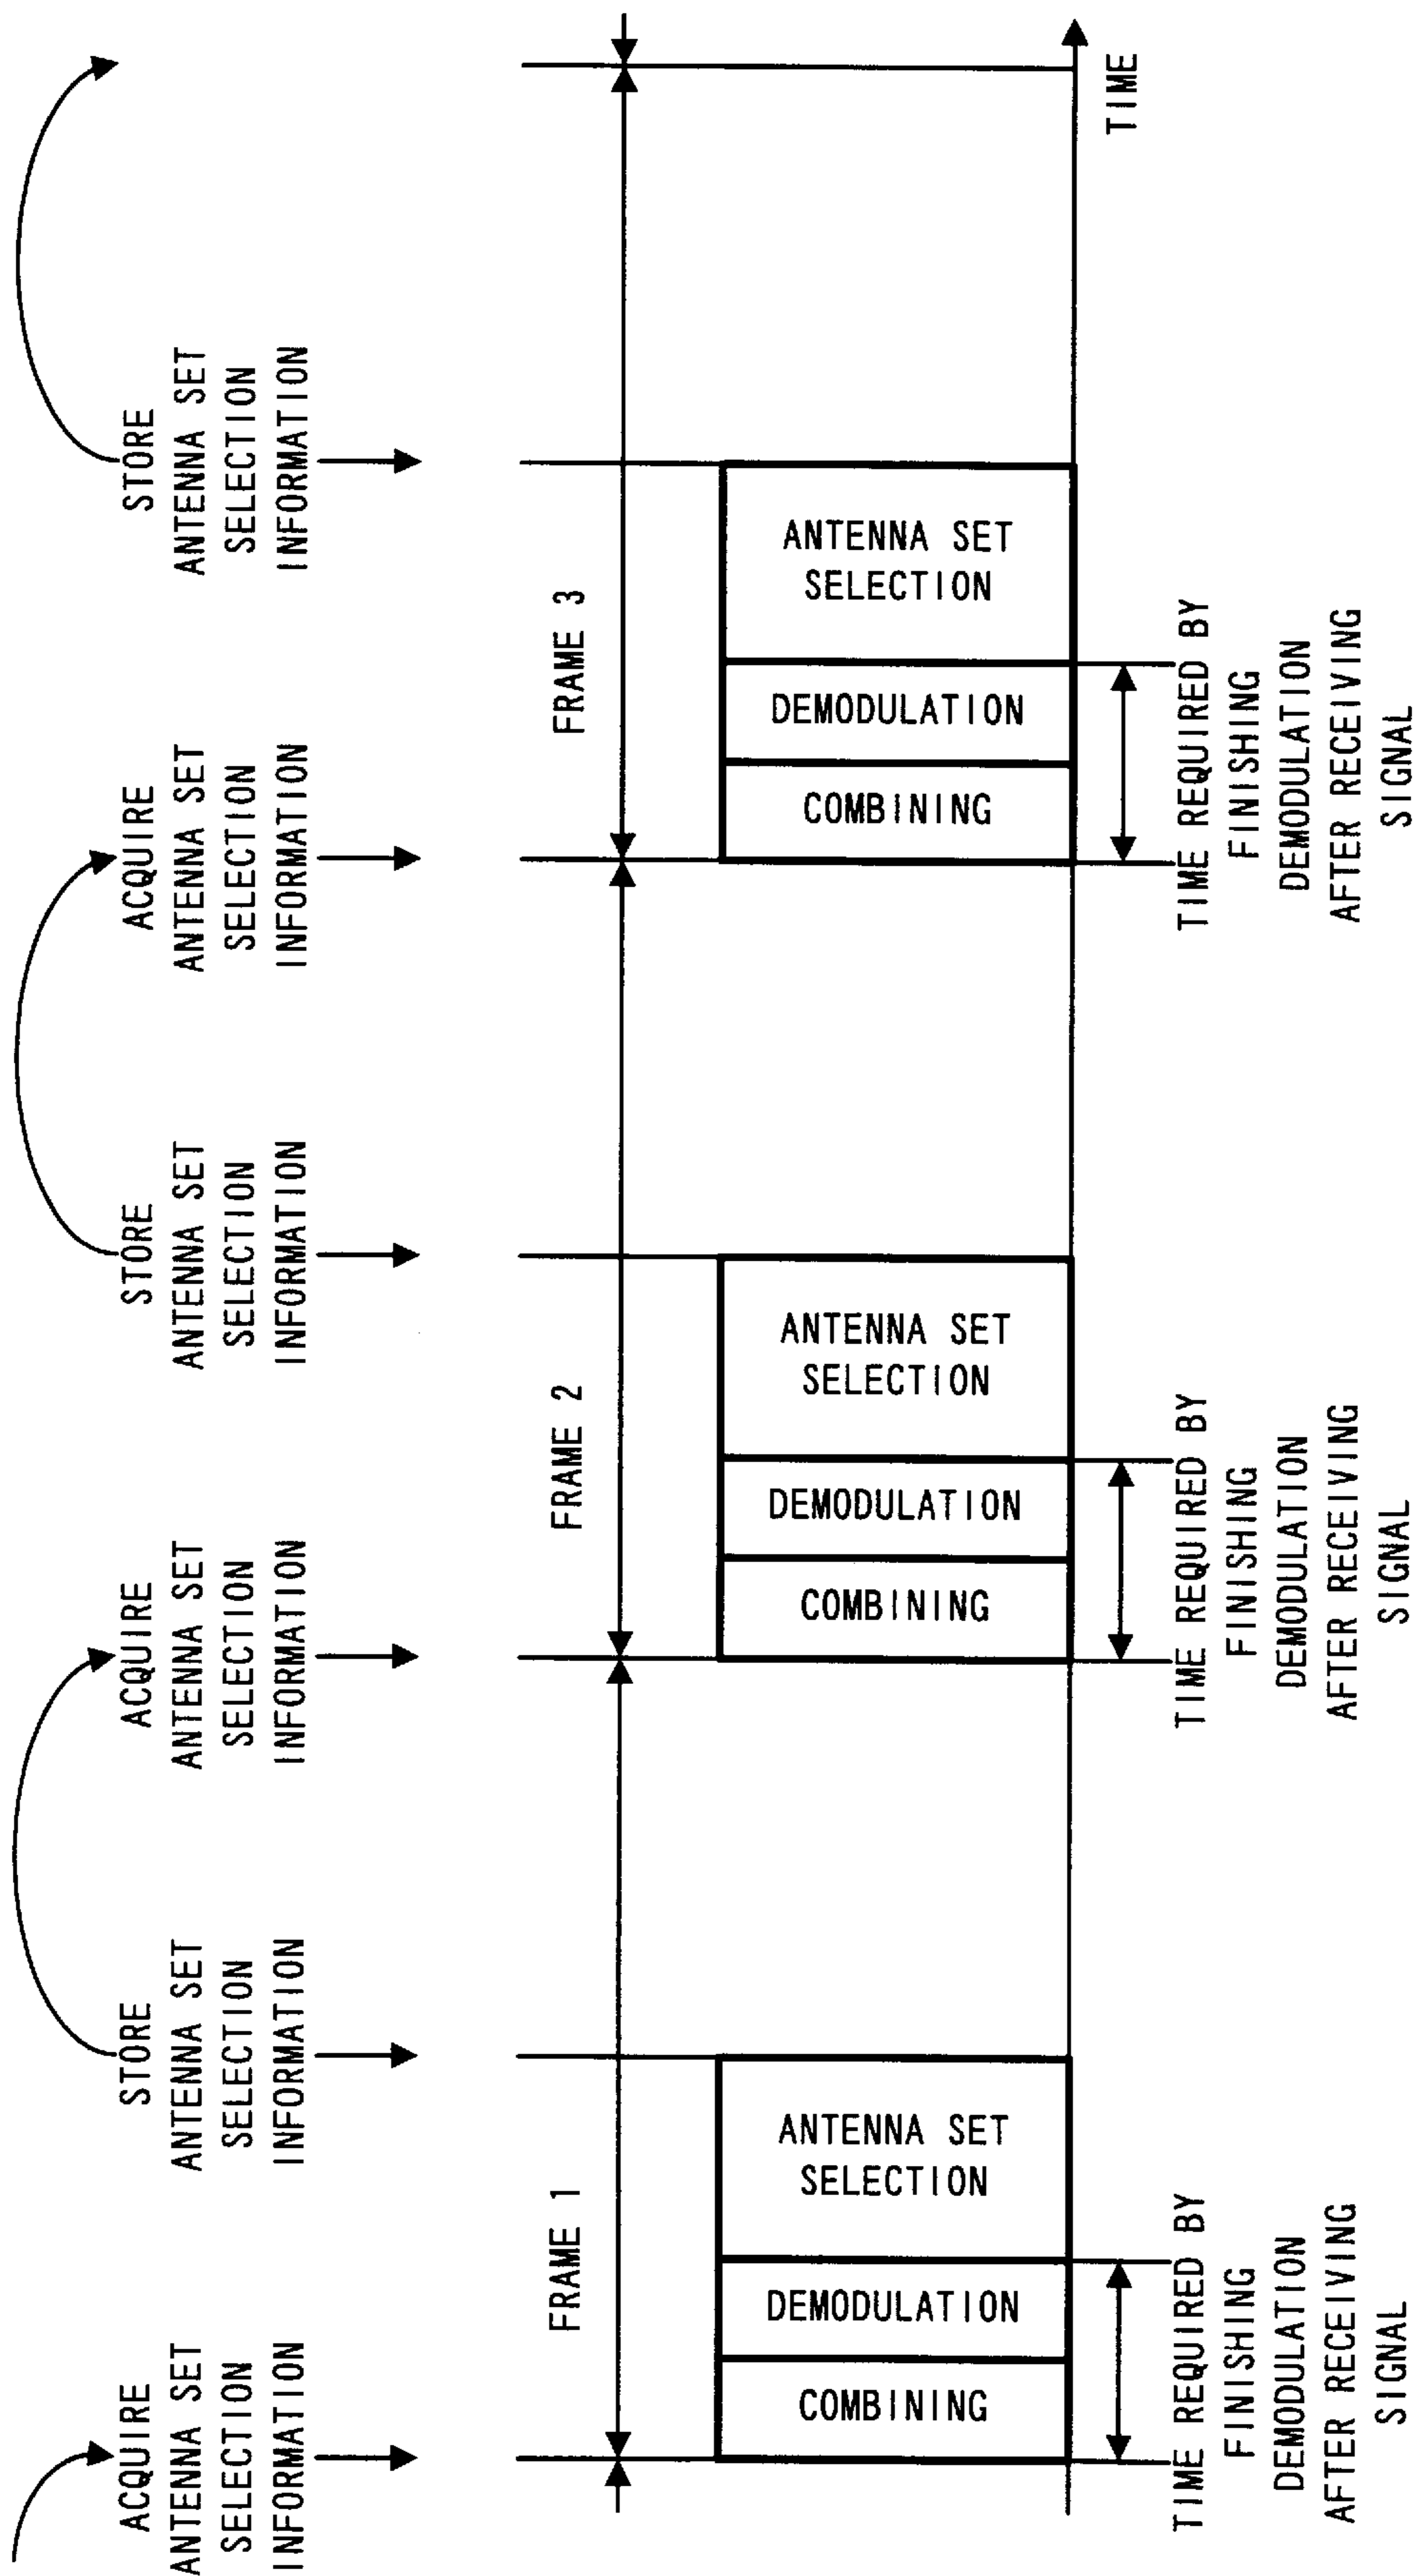 ACQUIRE
ANTENNA SET
SELECTION
INFORMATION
STORE
ANTENNA SET
SELECTION
INFORMATION
ACQUIRE
ANTENNA SET
SELECTION
INFORMATION
STORE
ANTENNA SET
SELECTION
INFORMATION
ACQUIRE
ANTENNA SET
SELECTION
INFORMATION
STORE
ANTENNA SET
SELECTION
INFORMATION
FRAME 1
FRAME 2
FRAME 3
COMBINING
DEMODULATION
ANTENNA SET
SELECTION
COMBINING
DEMODULATION
ANTENNA SET
SELECTION
COMBINING
DEMODULATION
ANTENNA SET
SELECTION
TIME
TIME REQUIRED BY
FINISHING
DEMODULATION
AFTER RECEIVING
SIGNAL
TIME REQUIRED BY
FINISHING
DEMODULATION
AFTER RECEIVING
SIGNAL
TIME REQUIRED BY
FINISHING
DEMODULATION
AFTER RECEIVING
SIGNAL